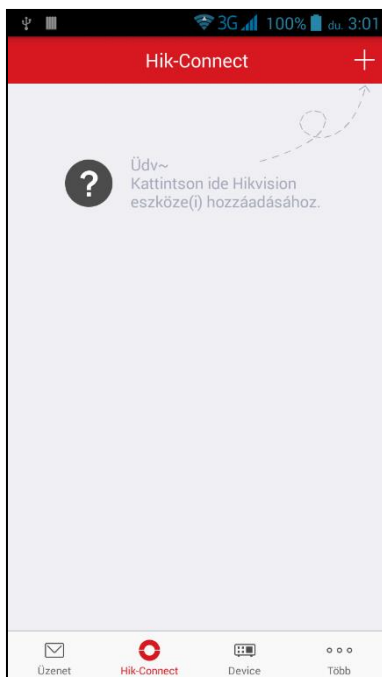 3G 100% du. 3:01
Hik-Connect
Üdv~
Kattintson ide Hikvision
eszköze(i) hozzáadásához.
Üzenet Hik-Connect Device Több